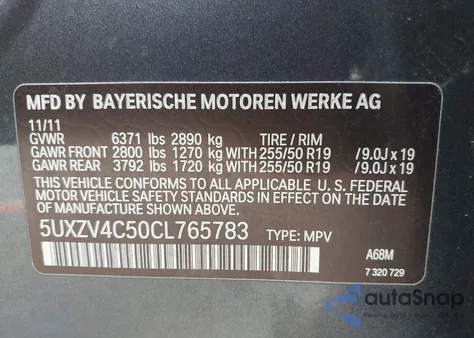 MFD BY BAYERISCHE MOTOREN WERKE AG
11/11
GVWR 6371 lbs 2890 kg TIRE / RIM
GAWR FRONT 2800 lbs 1270 kg WITH 255/50 R19 /9.0J x 19
GAWR REAR 3792 lbs 1720 kg WITH 255/50 R19 /9.0J x 19
THIS VEHICLE CONFORMS TO ALL APPLICABLE U. S. FEDERAL
MOTOR VEHICLE SAFETY STANDARDS IN EFFECT ON THE DATE
OF MANUFACTURE SHOWN ABOVE.
5UXZV4C50CL765783 TYPE: MPV A68M
7 320 729
autoSnap